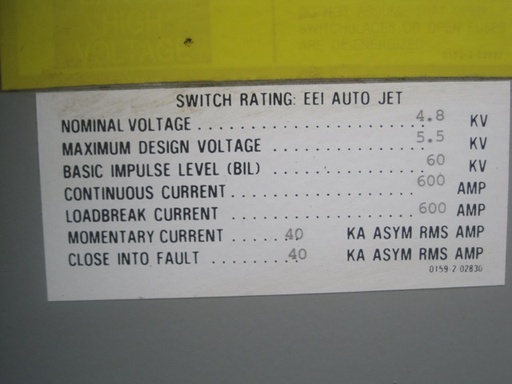 HIGH
VOLTAGE
SWITCH RATING: EEI AUTO JET
NOMINAL VOLTAGE . . . . . . . . . . . . . . . . . . . . . . 4.8 KV
MAXIMUM DESIGN VOLTAGE . . . . . . . . . . . . . . . 5.5 KV
BASIC IMPULSE LEVEL (BIL) . . . . . . . . . . . . . . . . 60 KV
CONTINUOUS CURRENT . . . . . . . . . . . . . . . . . . 600 AMP
LOADBREAK CURRENT . . . . . . . . . . . . . . . . . . . 600 AMP
MOMENTARY CURRENT . . . . . . 40 KA ASYM RMS AMP
CLOSE INTO FAULT . . . . . . . . 40 KA ASYM RMS AMP
0159-2-02830